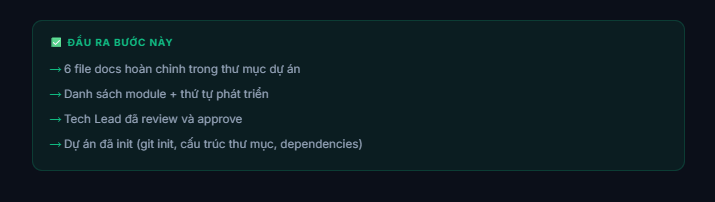 ✅ ĐẦU RA BƯỚC NÀY
→ 6 file docs hoàn chỉnh trong thư mục dự án
→ Danh sách module + thứ tự phát triển
→ Tech Lead đã review và approve
→ Dự án đã init (git init, cấu trúc thư mục, dependencies)